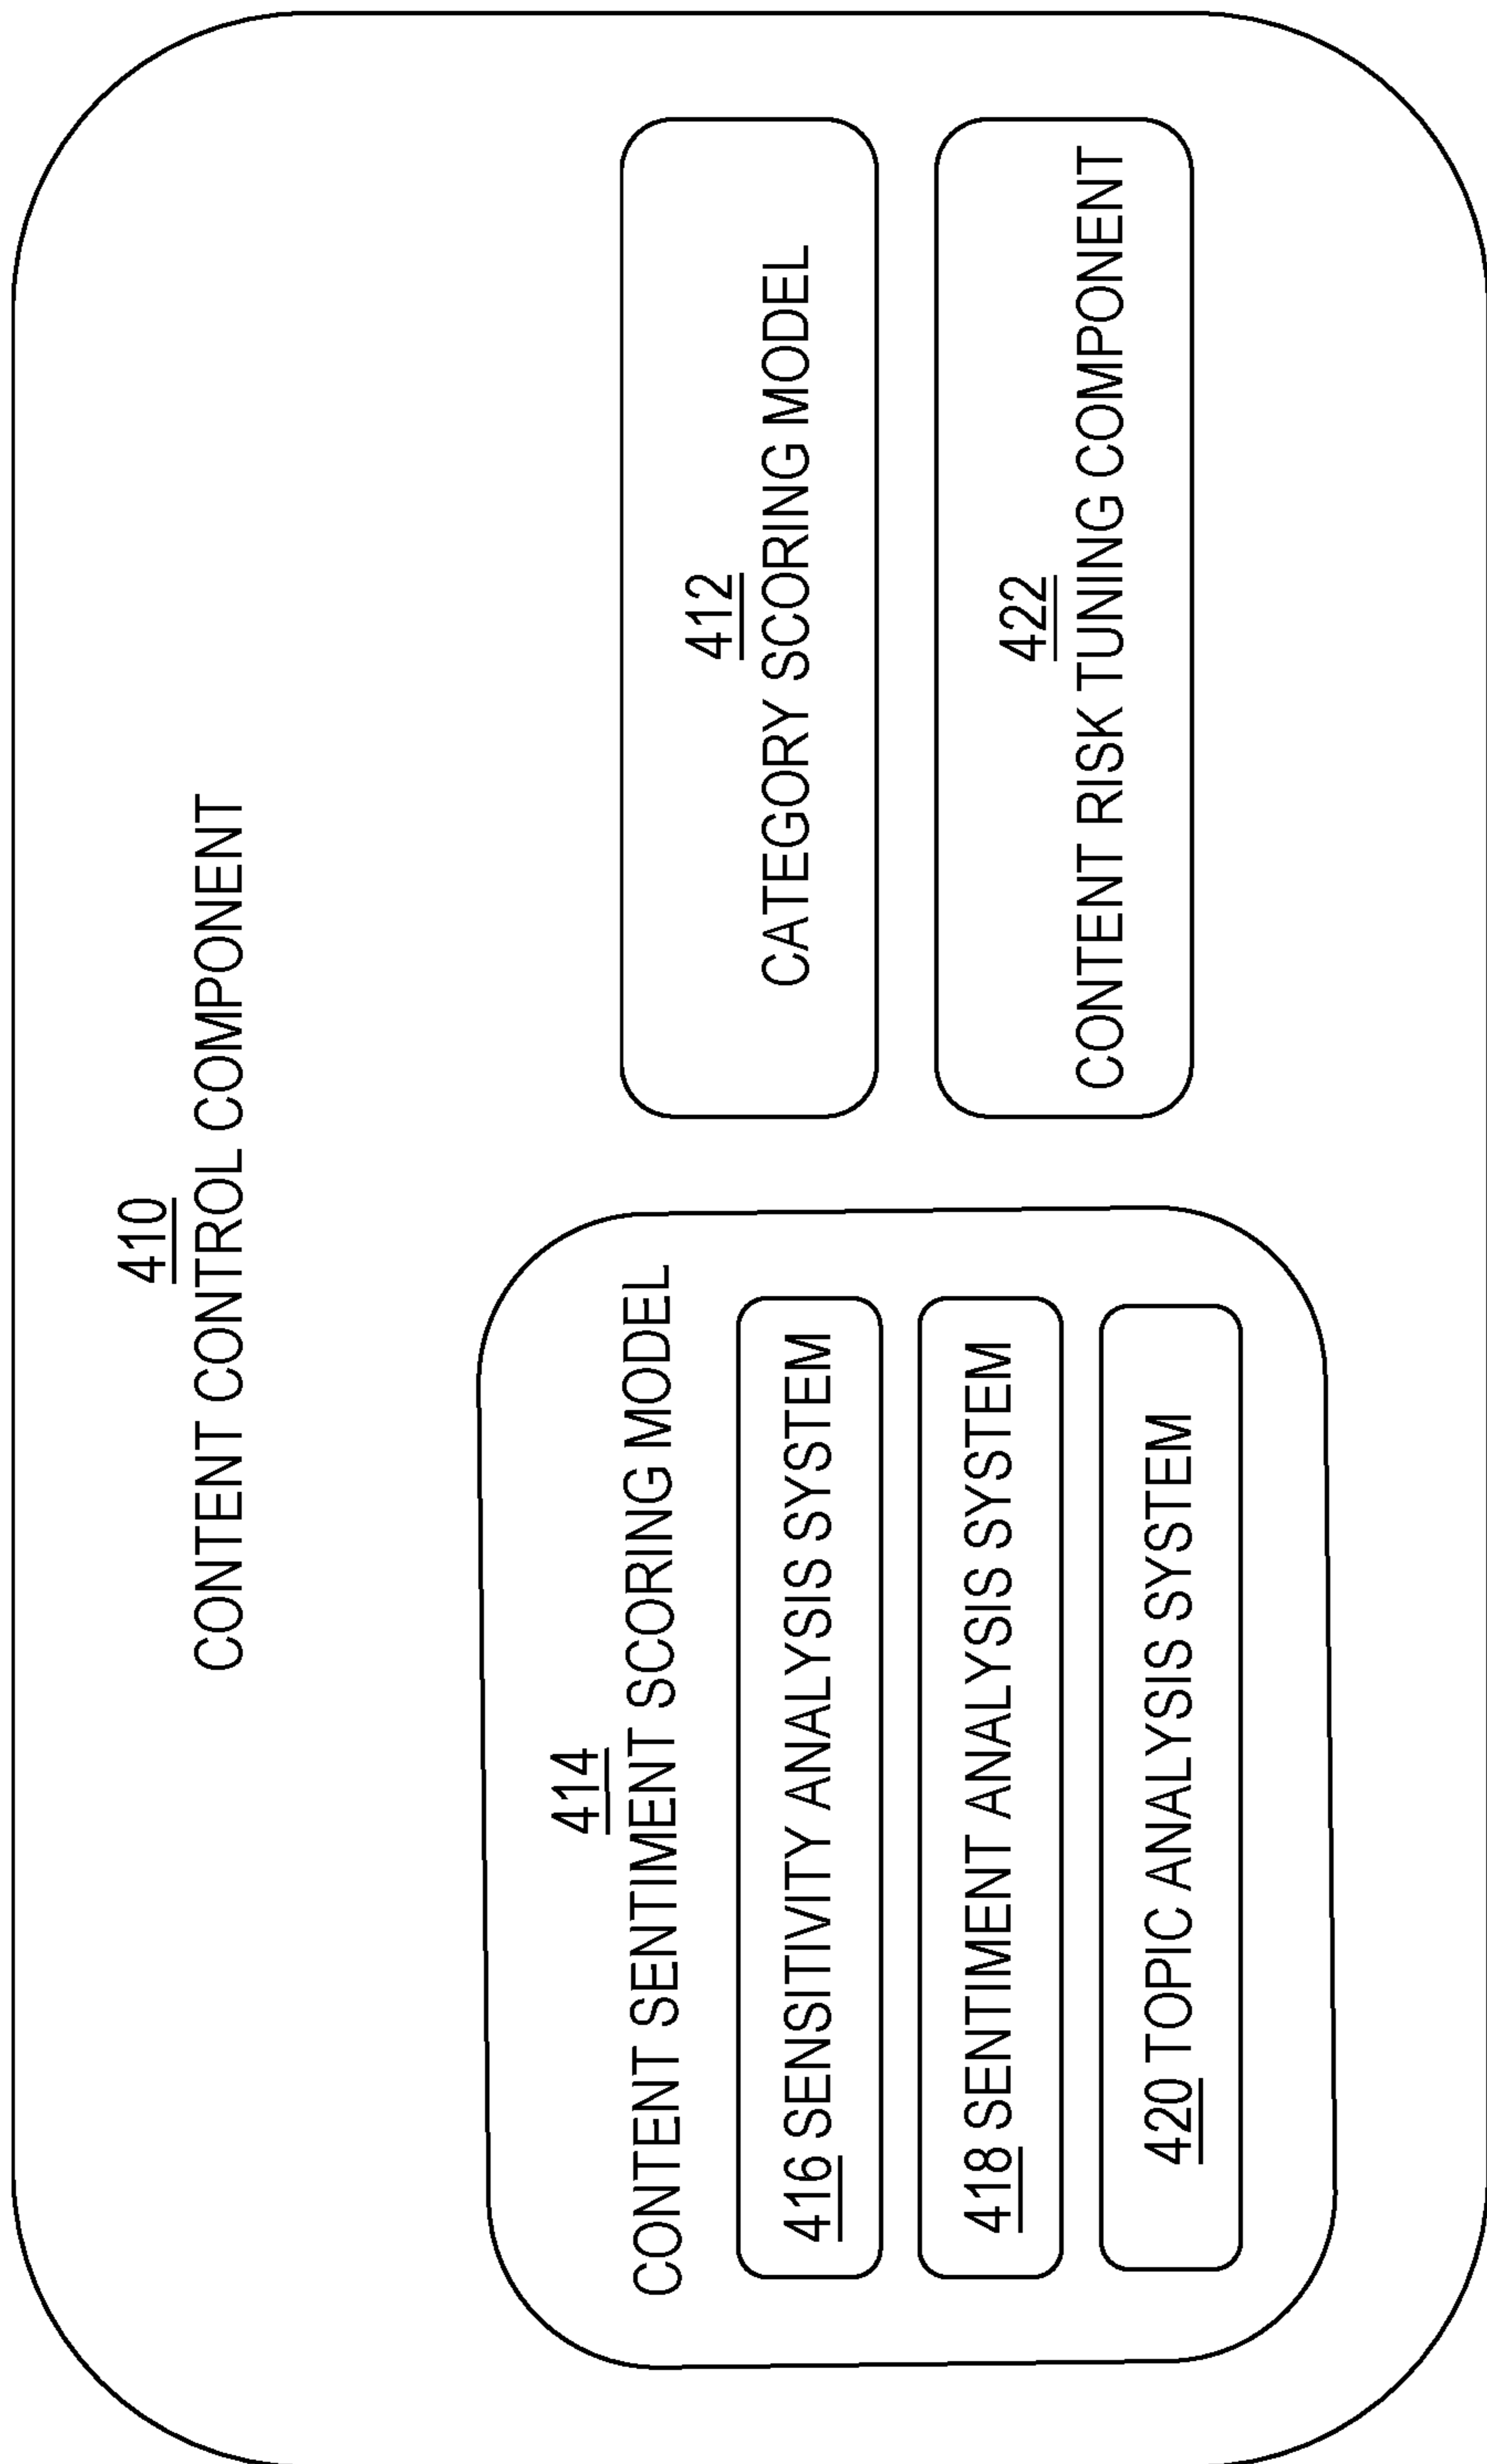 410
CONTENT CONTROL COMPONENT
414
CONTENT SENTIMENT SCORING MODEL
416 SENSITIVITY ANALYSIS SYSTEM
418 SENTIMENT ANALYSIS SYSTEM
420 TOPIC ANALYSIS SYSTEM
412
CATEGORY SCORING MODEL
422
CONTENT RISK TUNING COMPONENT